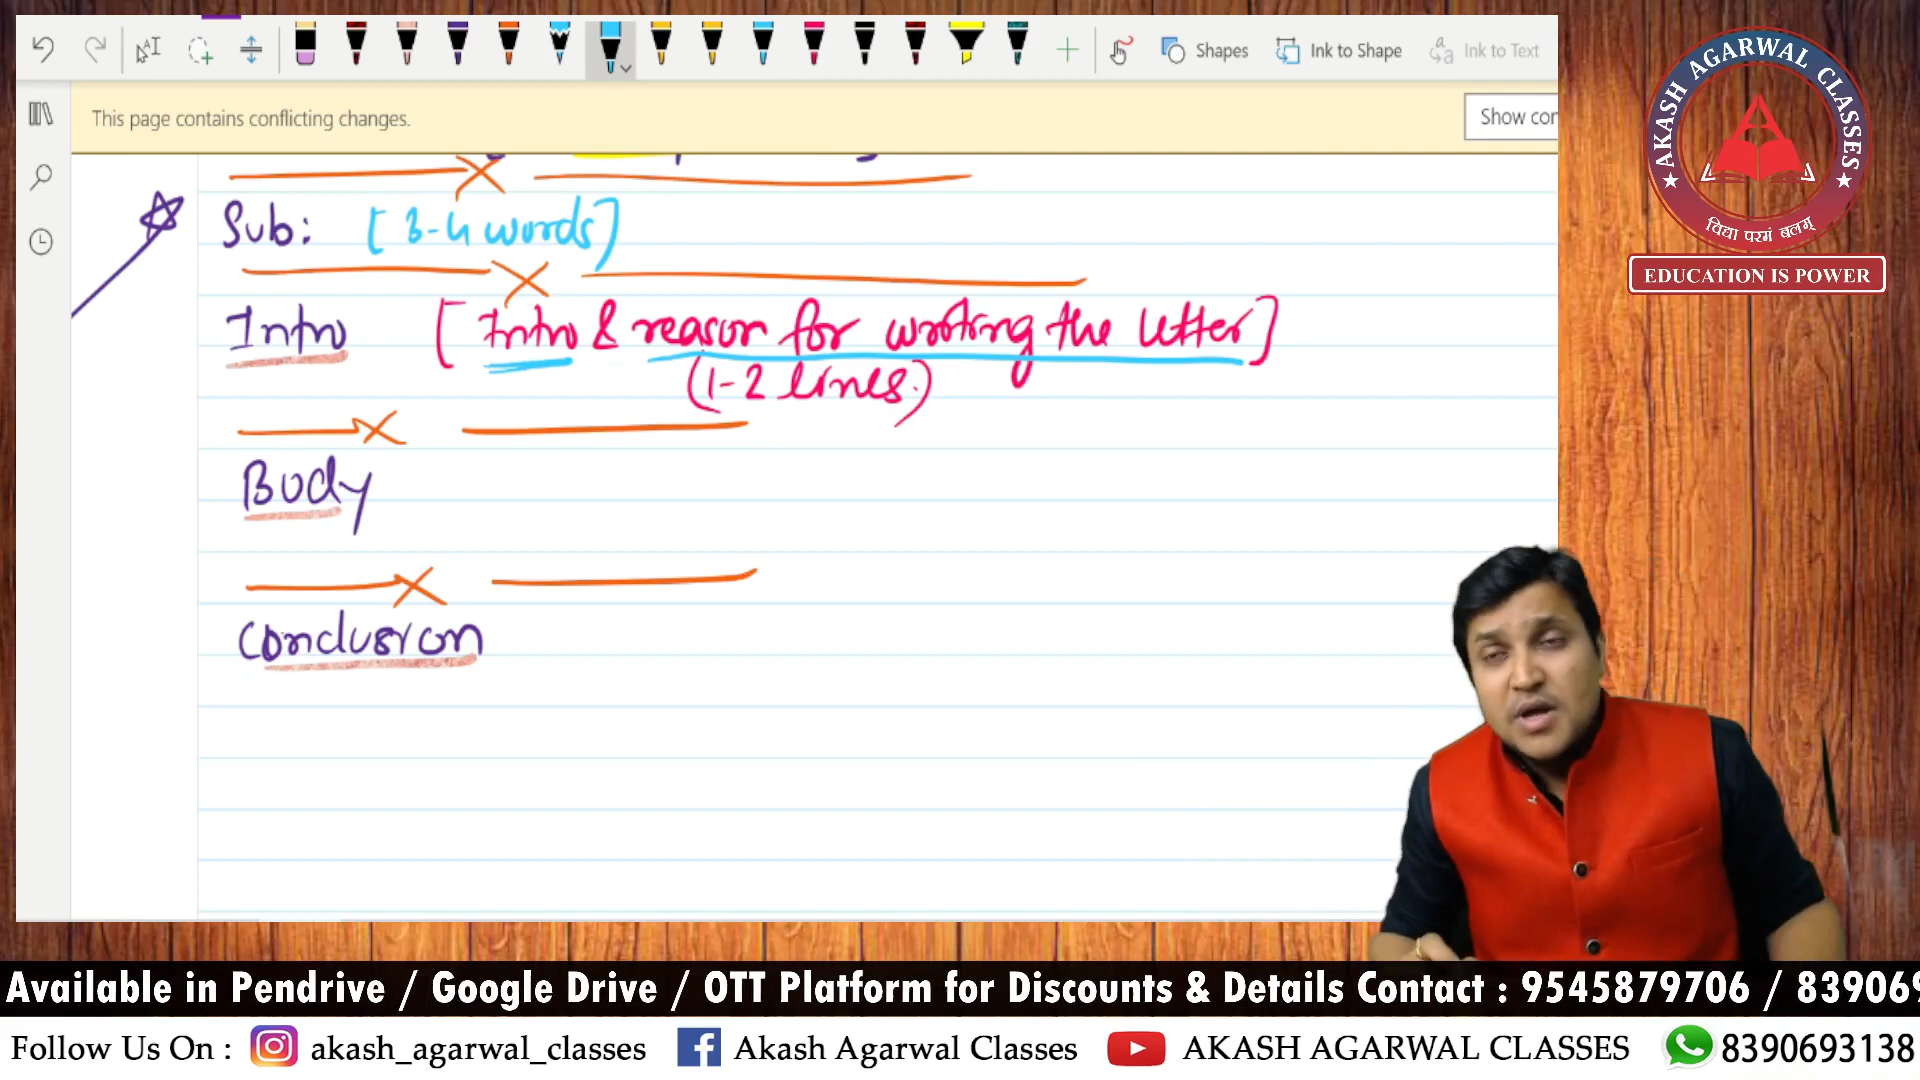 Shapes
Ink to Shape
Ink to Text
This page contains conflicting changes.
Show con
Sub: [3-4 words]
Intro [Intro & reason for writing the letter]
(1-2 lines.)
Body
Conclusion
AKASH AGARWAL CLASSES
विद्या परमं बलम्
EDUCATION IS POWER
Available in Pendrive / Google Drive / OTT Platform for Discounts & Details Contact : 9545879706 / 83906
Follow Us On : akash_agarwal_classes Akash Agarwal Classes AKASH AGARWAL CLASSES 8390693138